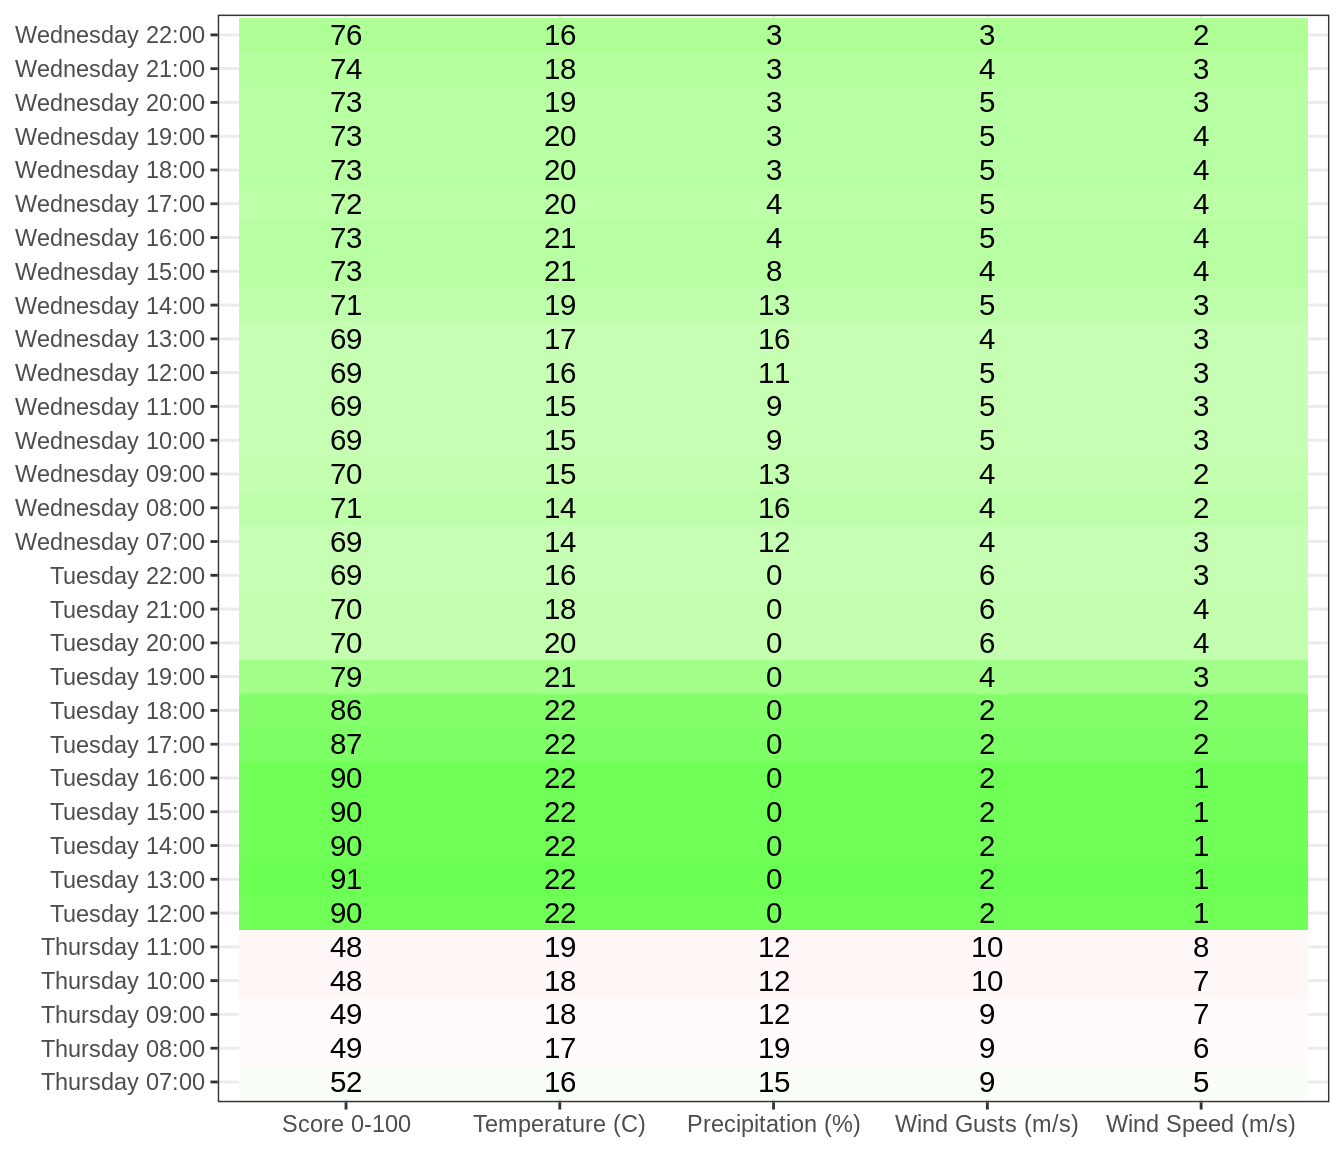 Wednesday 22:00 76 16 3 3 2
Wednesday 21:00 74 18 3 4 3
Wednesday 20:00 73 19 3 5 3
Wednesday 19:00 73 20 3 5 4
Wednesday 18:00 73 20 3 5 4
Wednesday 17:00 72 20 4 5 4
Wednesday 16:00 73 21 4 5 4
Wednesday 15:00 73 21 8 4 4
Wednesday 14:00 71 19 13 5 3
Wednesday 13:00 69 17 16 4 3
Wednesday 12:00 69 16 11 5 3
Wednesday 11:00 69 15 9 5 3
Wednesday 10:00 69 15 9 5 3
Wednesday 09:00 70 15 13 4 2
Wednesday 08:00 71 14 16 4 2
Wednesday 07:00 69 14 12 4 3
Tuesday 22:00 69 16 0 6 3
Tuesday 21:00 70 18 0 6 4
Tuesday 20:00 70 20 0 6 4
Tuesday 19:00 79 21 0 4 3
Tuesday 18:00 86 22 0 2 2
Tuesday 17:00 87 22 0 2 2
Tuesday 16:00 90 22 0 2 1
Tuesday 15:00 90 22 0 2 1
Tuesday 14:00 90 22 0 2 1
Tuesday 13:00 91 22 0 2 1
Tuesday 12:00 90 22 0 2 1
Thursday 11:00 48 19 12 10 8
Thursday 10:00 48 18 12 10 7
Thursday 09:00 49 18 12 9 7
Thursday 08:00 49 17 19 9 6
Thursday 07:00 52 16 15 9 5
Score 0-100 Temperature (C) Precipitation (%) Wind Gusts (m/s) Wind Speed (m/s)